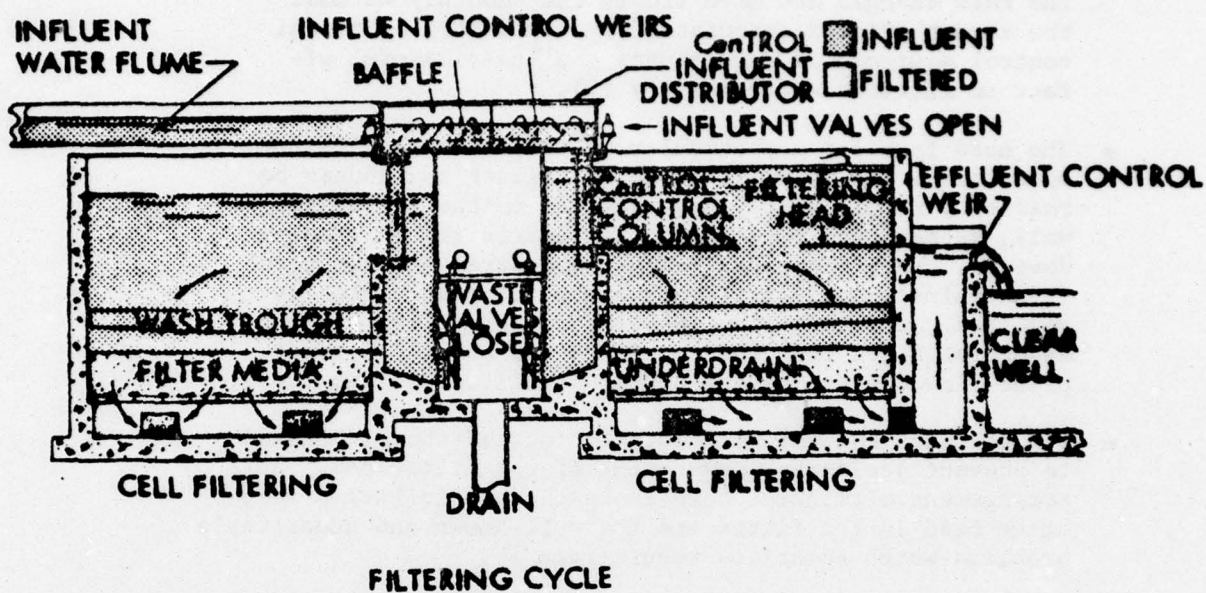 INFLUENT
WATER FLUME
INFLUENT CONTROL WEIRS
BAFFLE
CenTROL
INFLUENT
DISTRIBUTOR
INFLUENT
FILTERED
INFLUENT VALVES OPEN
CenTROL
CONTROL
COLUMN
FILTERING
HEAD
EFFLUENT CONTROL
WEIR
WASH TROUGH
WASTE
VALVES
CLOSED
CLEAR
WELL
FILTER MEDIA
UNDERDRAIN
CELL FILTERING
DRAIN
CELL FILTERING
FILTERING CYCLE